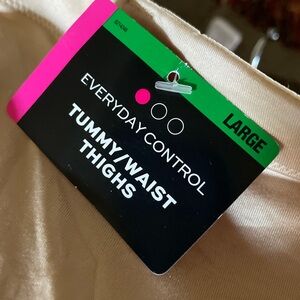 EVERYDAY CONTROL
TUMMY/WAIST
THIGHS
LARGE